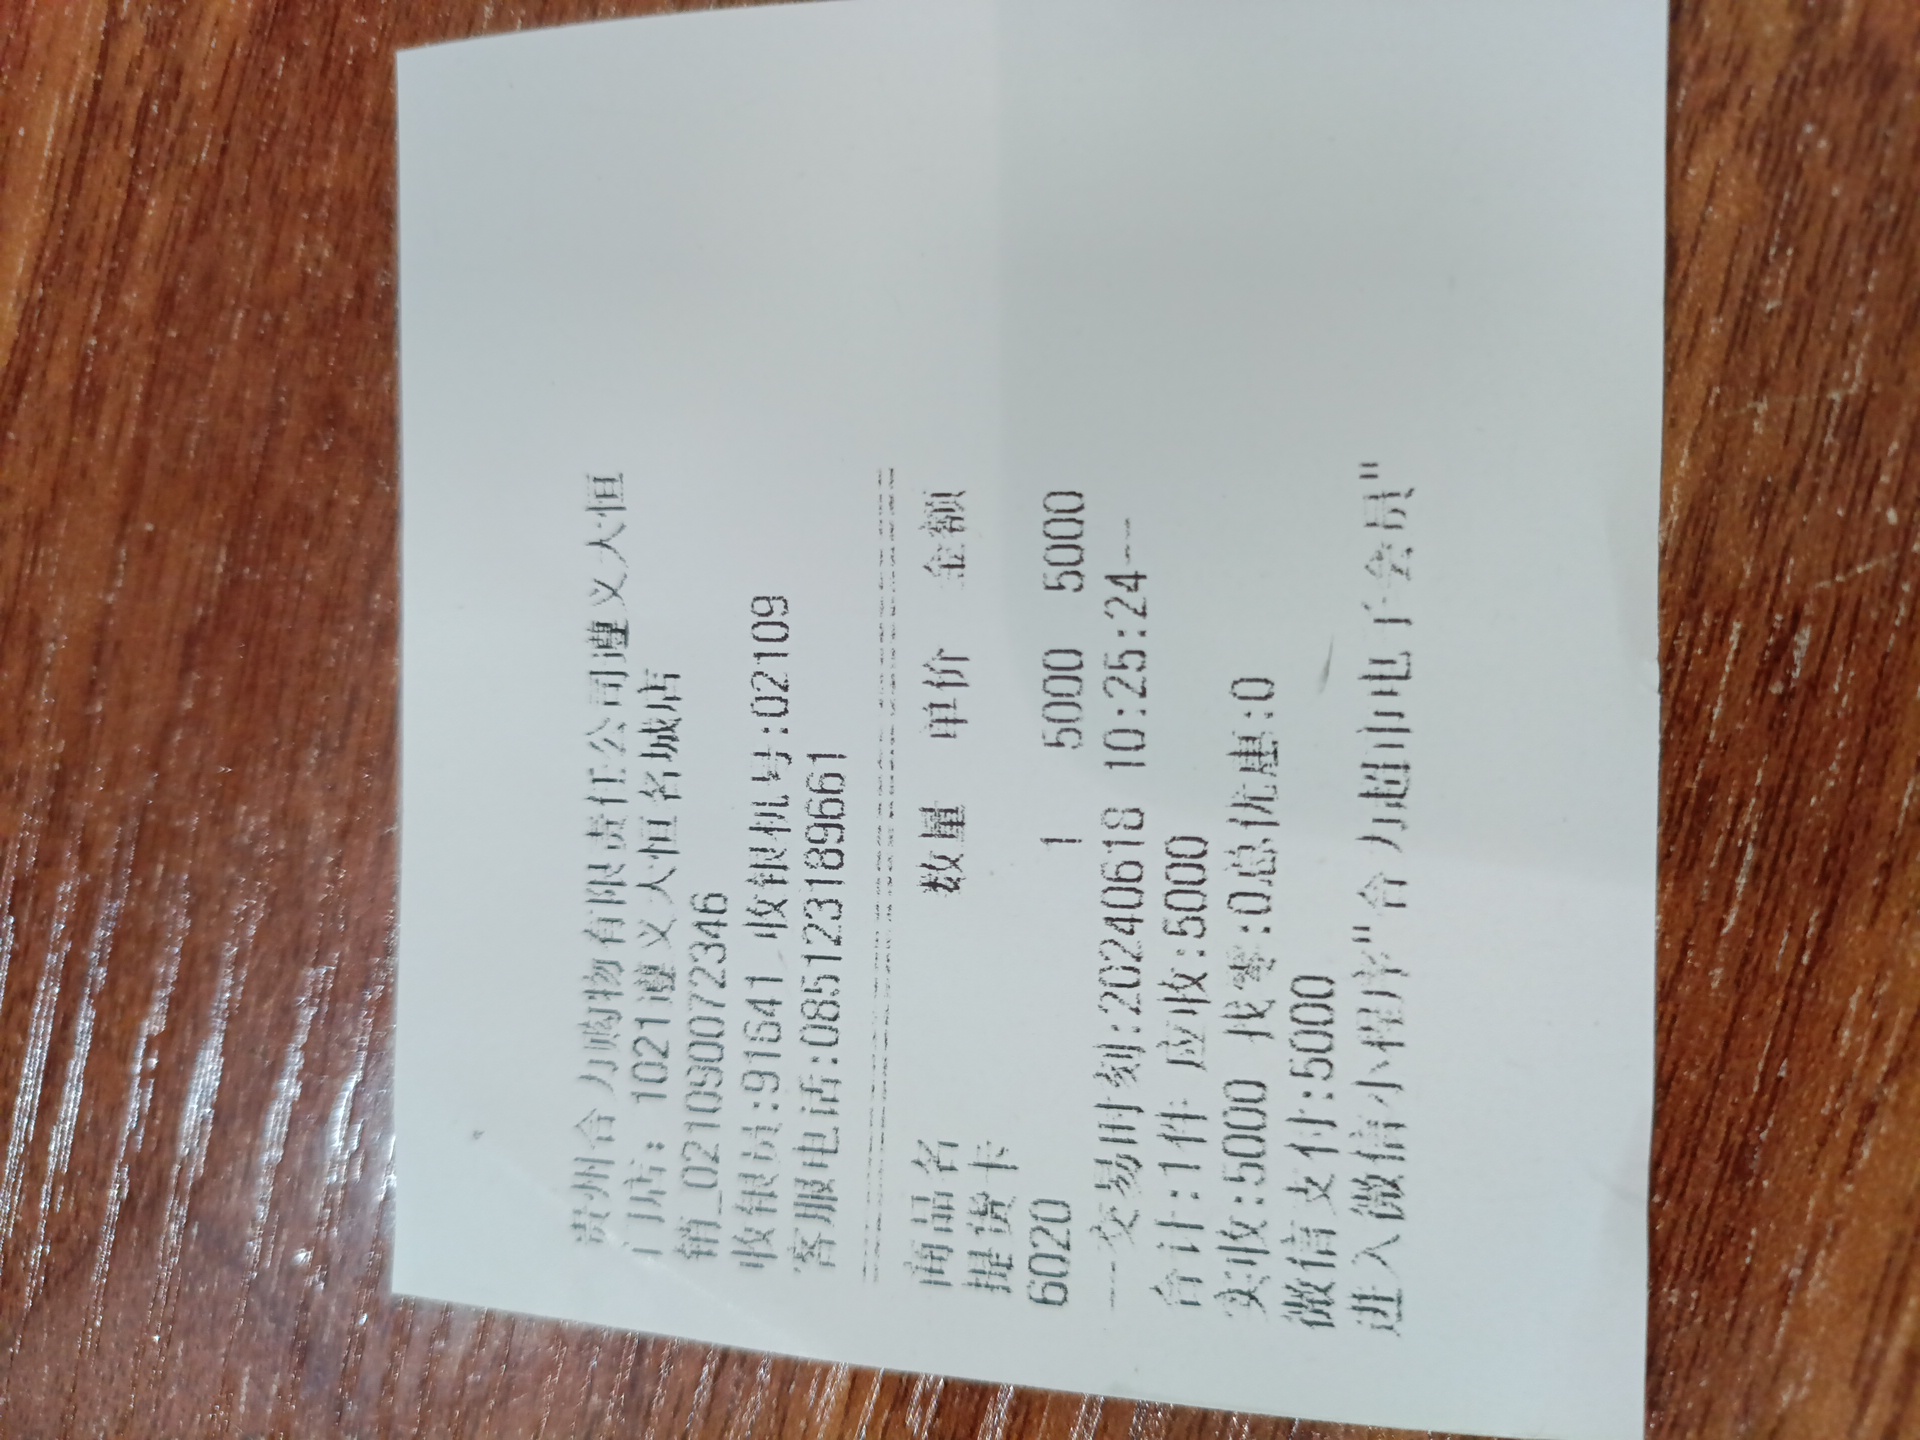 贵州合力购物有限责任公司遵义大恒
门店：1021遵义大恒名城店
销_021090072346
收银员:91641 收银机号:02109
客服电话:085123189661
商品名 数量 单价 金额
提货卡
6020 1 5000 5000
---交易时刻:20240618 10:25:24---
合计:1件 应收:5000
实收:5000 找零:0总优惠:0
微信支付:5000
进入微信小程序"合力超市电子会员"